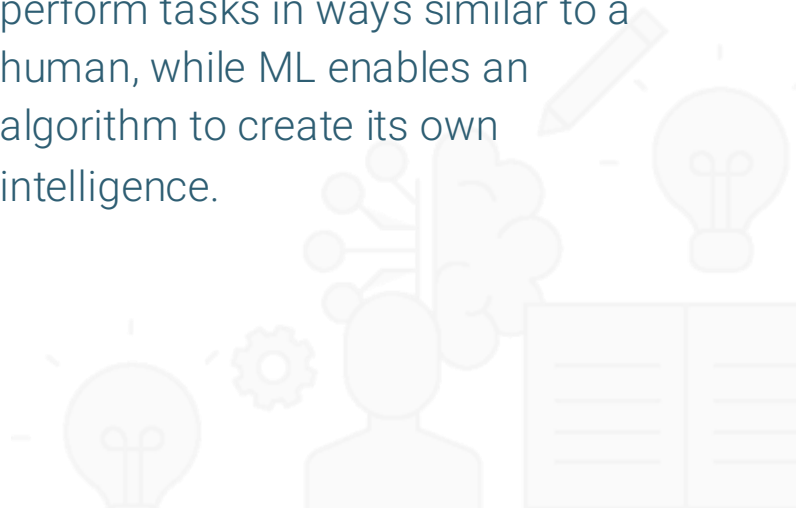 perform tasks in ways similar to a
human, while ML enables an
algorithm to create its own
intelligence.